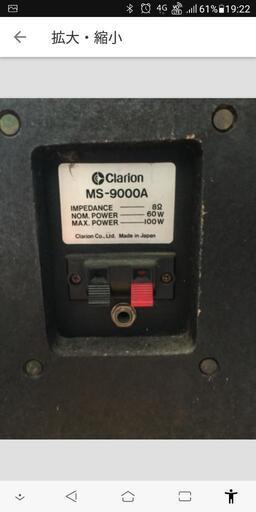 4G 61% 19:22
拡大・縮小
Clarion
MS-9000A
IMPEDANCE 8Ω
NOM. POWER 60W
MAX. POWER 100W
Clarion Co., Ltd. Made in Japan